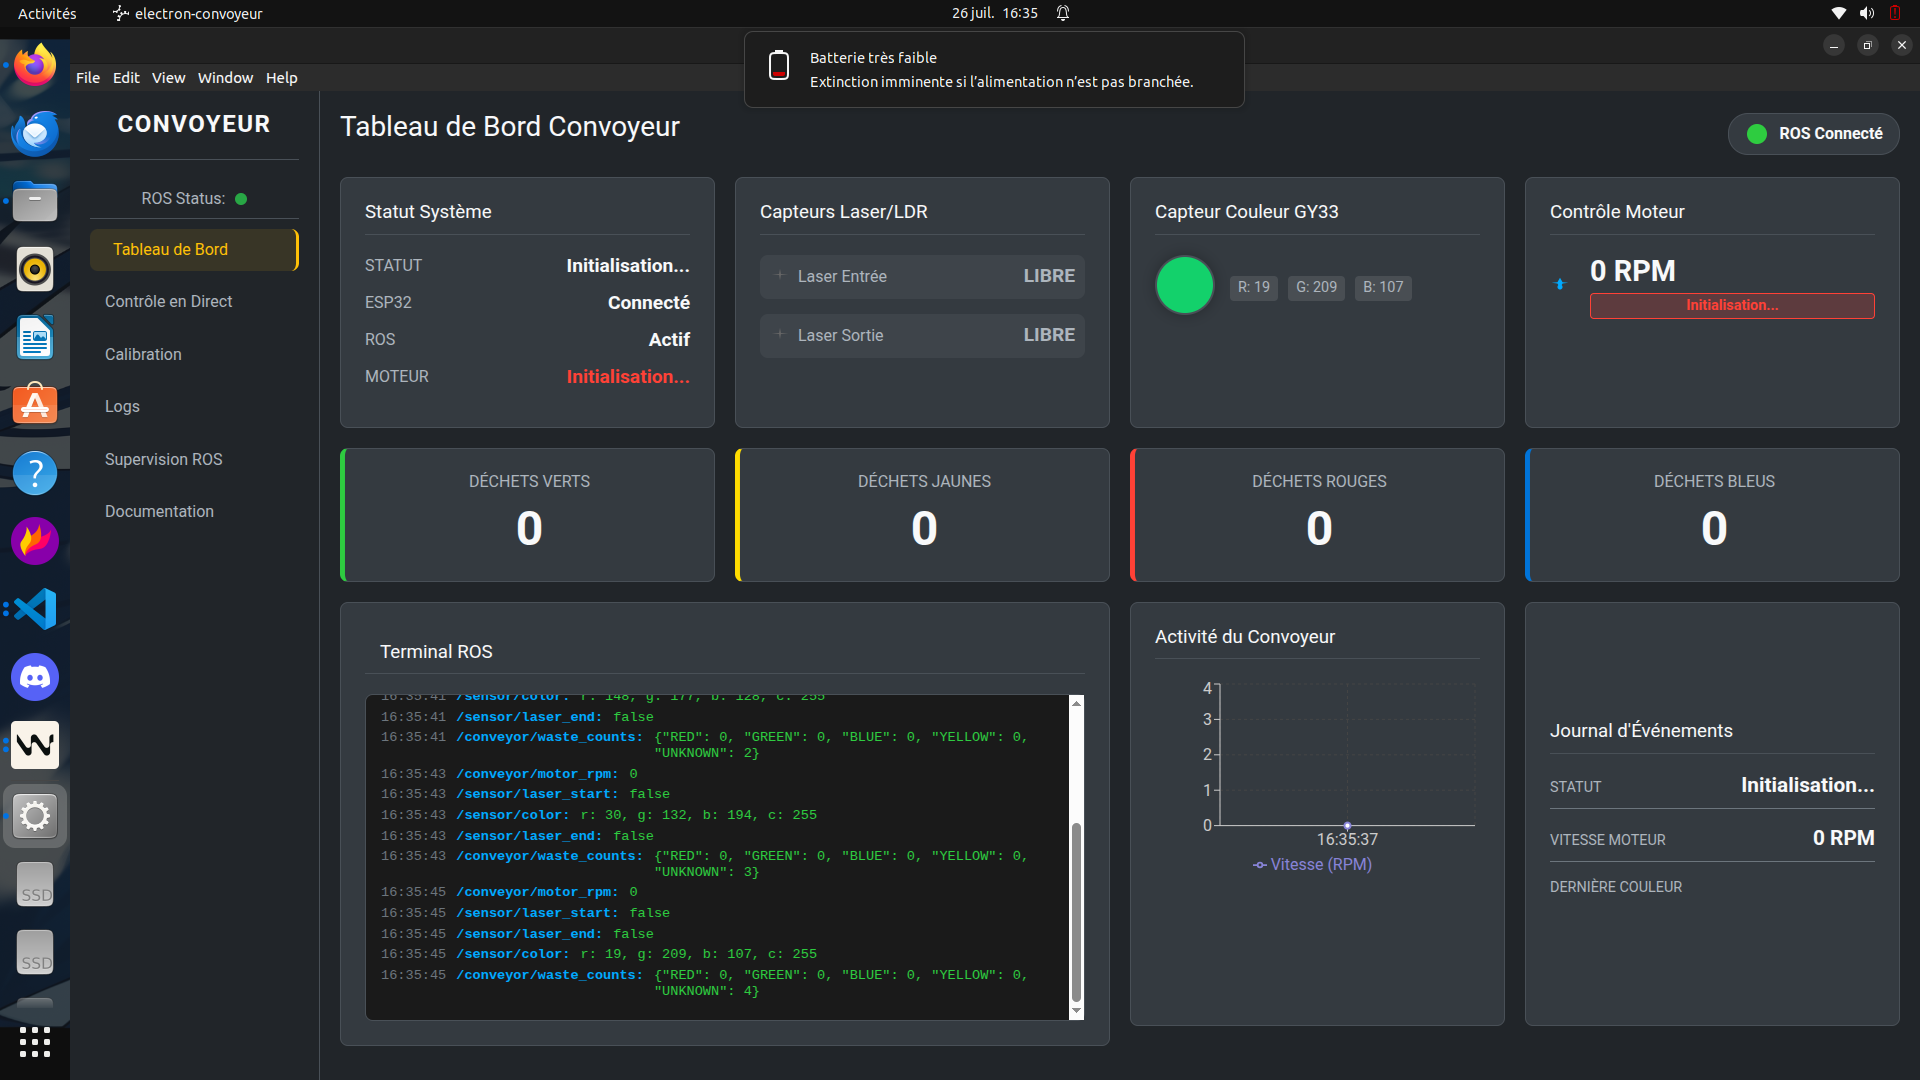 Activités
electron-convoyeur
26 juil. 16:35
Batterie très faible
Extinction imminente si l'alimentation n'est pas branchée.
File Edit View Window Help
CONVOYEUR
ROS Status:
Tableau de Bord
Contrôle en Direct
Calibration
Logs
Supervision ROS
Documentation
SSD
SSD
Tableau de Bord Convoyeur
ROS Connecté
Statut Système
STATUT Initialisation...
ESP32 Connecté
ROS Actif
MOTEUR Initialisation...
Capteurs Laser/LDR
Laser Entrée LIBRE
Laser Sortie LIBRE
Capteur Couleur GY33
R: 19 G: 209 B: 107
Contrôle Moteur
0 RPM
Initialisation...
DÉCHETS VERTS
0
DÉCHETS JAUNES
0
DÉCHETS ROUGES
0
DÉCHETS BLEUS
0
Terminal ROS
16:35:41 /sensor/color: r: 148, g: 177, b: 128, c: 255
16:35:41 /sensor/laser_end: false
16:35:41 /conveyor/waste_counts: {"RED": 0, "GREEN": 0, "BLUE": 0, "YELLOW": 0,
"UNKNOWN": 2}
16:35:43 /conveyor/motor_rpm: 0
16:35:43 /sensor/laser_start: false
16:35:43 /sensor/color: r: 30, g: 132, b: 194, c: 255
16:35:43 /sensor/laser_end: false
16:35:43 /conveyor/waste_counts: {"RED": 0, "GREEN": 0, "BLUE": 0, "YELLOW": 0,
"UNKNOWN": 3}
16:35:45 /conveyor/motor_rpm: 0
16:35:45 /sensor/laser_start: false
16:35:45 /sensor/laser_end: false
16:35:45 /sensor/color: r: 19, g: 209, b: 107, c: 255
16:35:45 /conveyor/waste_counts: {"RED": 0, "GREEN": 0, "BLUE": 0, "YELLOW": 0,
"UNKNOWN": 4}
Activité du Convoyeur
4
3
2
1
0
16:35:37
Vitesse (RPM)
Journal d'Événements
STATUT Initialisation...
VITESSE MOTEUR 0 RPM
DERNIÈRE COULEUR